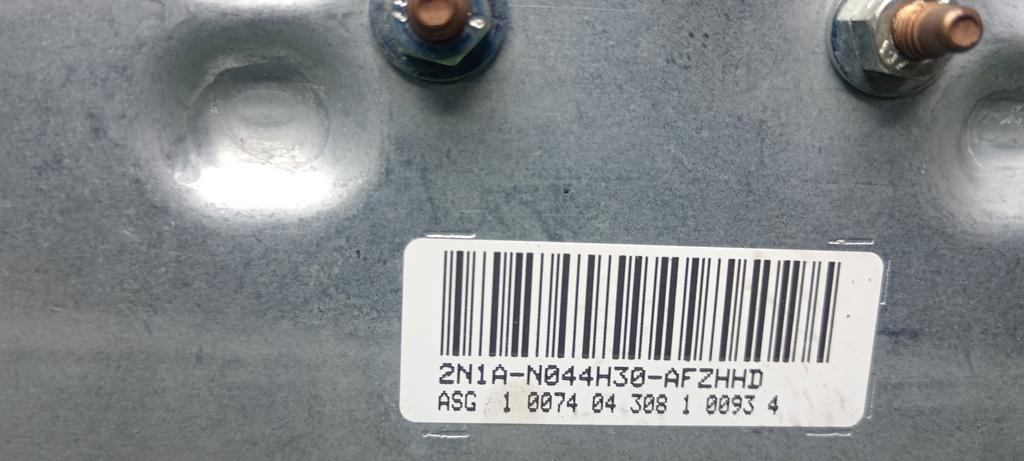 2N1A-N044H30-AFZHHD
ASG 1 0074 04 308 1 0093 4